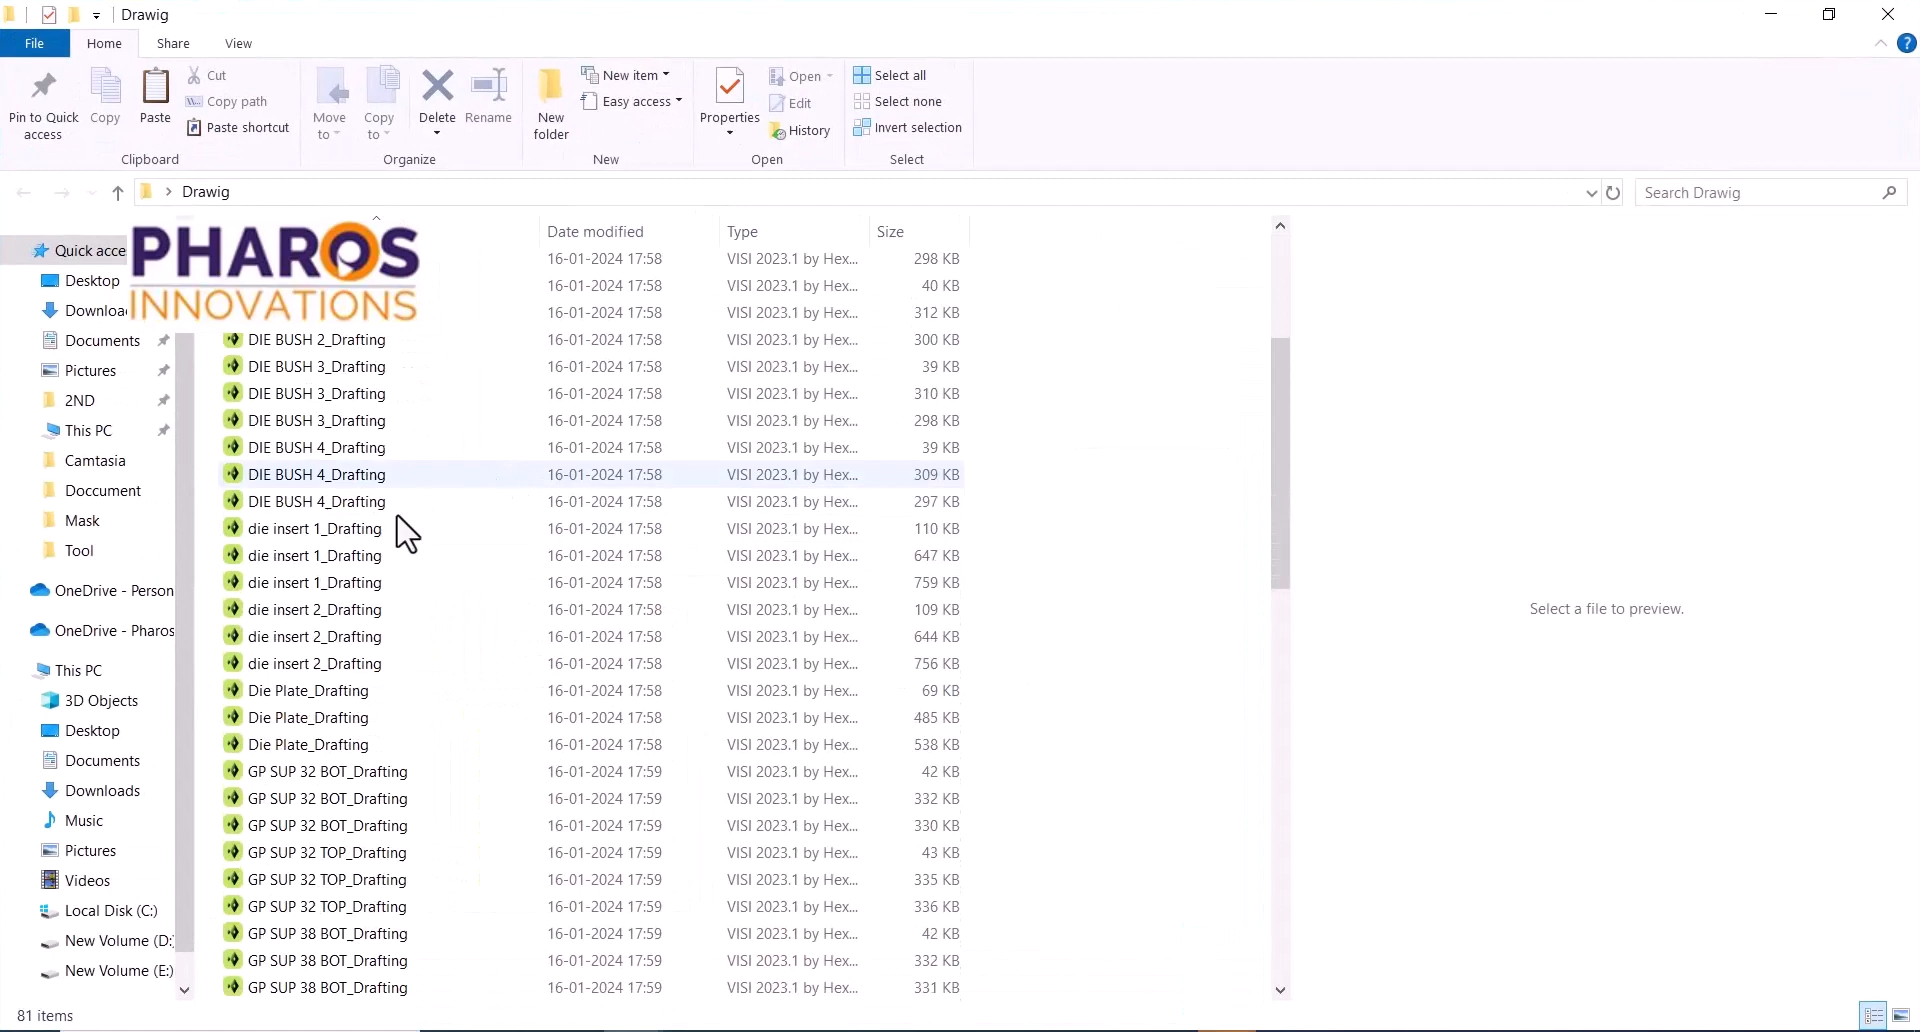 Drawig
File Home Share View
Pin to Quick access
Copy
Paste
Cut
Copy path
Paste shortcut
Clipboard
Move to
Copy to
Delete
Rename
Organize
New folder
New item
Easy access
New
Properties
Open
Edit
History
Open
Select all
Select none
Invert selection
Select
Drawig
Search Drawig
PHAROS
INNOVATIONS
Quick acce
Desktop
Downloa
Documents
Pictures
2ND
This PC
Camtasia
Doccument
Mask
Tool
OneDrive - Person
OneDrive - Pharos
This PC
3D Objects
Desktop
Documents
Downloads
Music
Pictures
Videos
Local Disk (C:)
New Volume (D:)
New Volume (E:)
Date modified Type Size
16-01-2024 17:58 VISI 2023.1 by Hex... 298 KB
16-01-2024 17:58 VISI 2023.1 by Hex... 40 KB
16-01-2024 17:58 VISI 2023.1 by Hex... 312 KB
DIE BUSH 2_Drafting 16-01-2024 17:58 VISI 2023.1 by Hex... 300 KB
DIE BUSH 3_Drafting 16-01-2024 17:58 VISI 2023.1 by Hex... 39 KB
DIE BUSH 3_Drafting 16-01-2024 17:58 VISI 2023.1 by Hex... 310 KB
DIE BUSH 3_Drafting 16-01-2024 17:58 VISI 2023.1 by Hex... 298 KB
DIE BUSH 4_Drafting 16-01-2024 17:58 VISI 2023.1 by Hex... 39 KB
DIE BUSH 4_Drafting 16-01-2024 17:58 VISI 2023.1 by Hex... 309 KB
DIE BUSH 4_Drafting 16-01-2024 17:58 VISI 2023.1 by Hex... 297 KB
die insert 1_Drafting 16-01-2024 17:58 VISI 2023.1 by Hex... 110 KB
die insert 1_Drafting 16-01-2024 17:58 VISI 2023.1 by Hex... 647 KB
die insert 1_Drafting 16-01-2024 17:58 VISI 2023.1 by Hex... 759 KB
die insert 2_Drafting 16-01-2024 17:58 VISI 2023.1 by Hex... 109 KB
die insert 2_Drafting 16-01-2024 17:58 VISI 2023.1 by Hex... 644 KB
die insert 2_Drafting 16-01-2024 17:58 VISI 2023.1 by Hex... 756 KB
Die Plate_Drafting 16-01-2024 17:58 VISI 2023.1 by Hex... 69 KB
Die Plate_Drafting 16-01-2024 17:58 VISI 2023.1 by Hex... 485 KB
Die Plate_Drafting 16-01-2024 17:58 VISI 2023.1 by Hex... 538 KB
GP SUP 32 BOT_Drafting 16-01-2024 17:59 VISI 2023.1 by Hex... 42 KB
GP SUP 32 BOT_Drafting 16-01-2024 17:59 VISI 2023.1 by Hex... 332 KB
GP SUP 32 BOT_Drafting 16-01-2024 17:59 VISI 2023.1 by Hex... 330 KB
GP SUP 32 TOP_Drafting 16-01-2024 17:59 VISI 2023.1 by Hex... 43 KB
GP SUP 32 TOP_Drafting 16-01-2024 17:59 VISI 2023.1 by Hex... 335 KB
GP SUP 32 TOP_Drafting 16-01-2024 17:59 VISI 2023.1 by Hex... 336 KB
GP SUP 38 BOT_Drafting 16-01-2024 17:59 VISI 2023.1 by Hex... 42 KB
GP SUP 38 BOT_Drafting 16-01-2024 17:59 VISI 2023.1 by Hex... 332 KB
GP SUP 38 BOT_Drafting 16-01-2024 17:59 VISI 2023.1 by Hex... 331 KB
Select a file to preview.
81 items